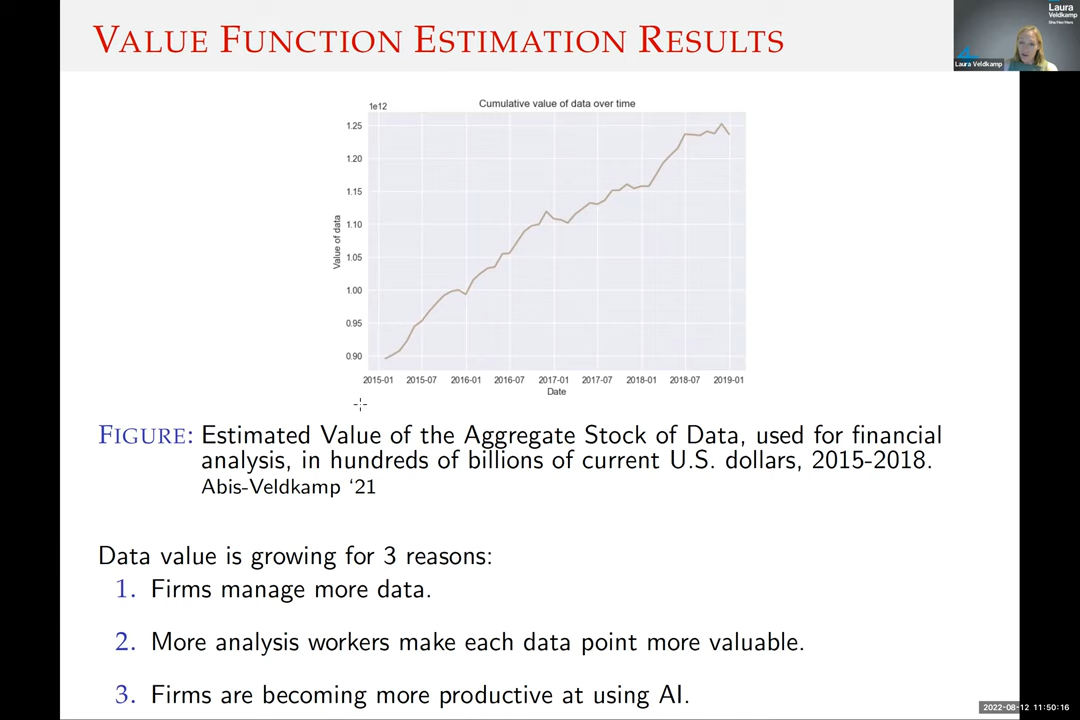 VALUE FUNCTION ESTIMATION RESULTS
Laura
Veldkamp
Laura Veldkamp
1e12
Cumulative value of data over time
1.25
1.20
1.15
1.10
1.05
1.00
0.95
0.90
Value of data
2015-01 2015-07 2016-01 2016-07 2017-01 2017-07 2018-01 2018-07 2019-01
Date
FIGURE: Estimated Value of the Aggregate Stock of Data, used for financial
analysis, in hundreds of billions of current U.S. dollars, 2015-2018.
Abis-Veldkamp ‘21
Data value is growing for 3 reasons:
1. Firms manage more data.
2. More analysis workers make each data point more valuable.
3. Firms are becoming more productive at using AI.
2022-08-12 11:50:16